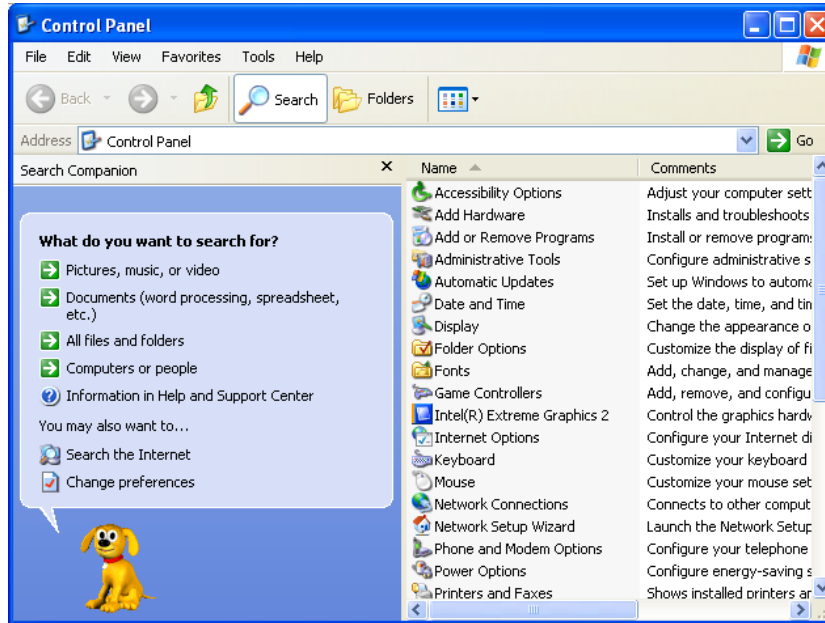 Control Panel
File Edit View Favorites Tools Help
Back Search Folders
Address Control Panel Go
Search Companion
What do you want to search for?
Pictures, music, or video
Documents (word processing, spreadsheet,
etc.)
All files and folders
Computers or people
Information in Help and Support Center
You may also want to...
Search the Internet
Change preferences
Name Comments
Accessibility Options Adjust your computer sett
Add Hardware Installs and troubleshoots
Add or Remove Programs Install or remove programs
Administrative Tools Configure administrative s
Automatic Updates Set up Windows to automa
Date and Time Set the date, time, and tim
Display Change the appearance o
Folder Options Customize the display of fi
Fonts Add, change, and manage
Game Controllers Add, remove, and configu
Intel(R) Extreme Graphics 2 Control the graphics hardw
Internet Options Configure your Internet di
Keyboard Customize your keyboard
Mouse Customize your mouse set
Network Connections Connects to other comput
Network Setup Wizard Launch the Network Setup
Phone and Modem Options Configure your telephone
Power Options Configure energy-saving s
Printers and Faxes Shows installed printers an